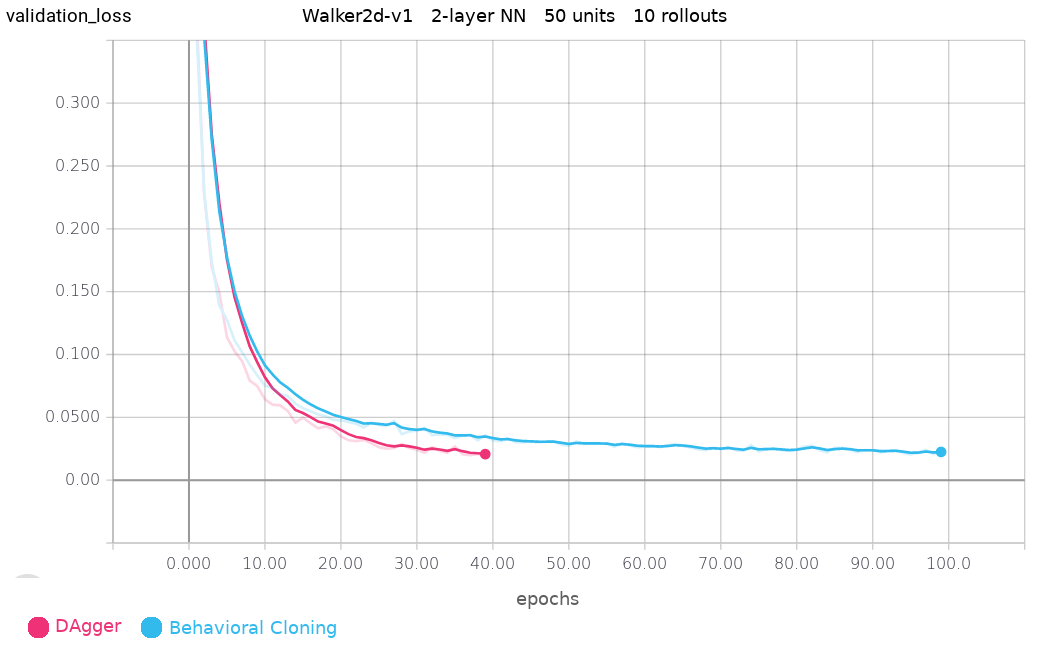 validation_loss
Walker2d-v1 2-layer NN 50 units 10 rollouts
0.300
0.250
0.200
0.150
0.100
0.0500
0.00
0.000 10.00 20.00 30.00 40.00 50.00 60.00 70.00 80.00 90.00 100.0
epochs
DAgger Behavioral Cloning